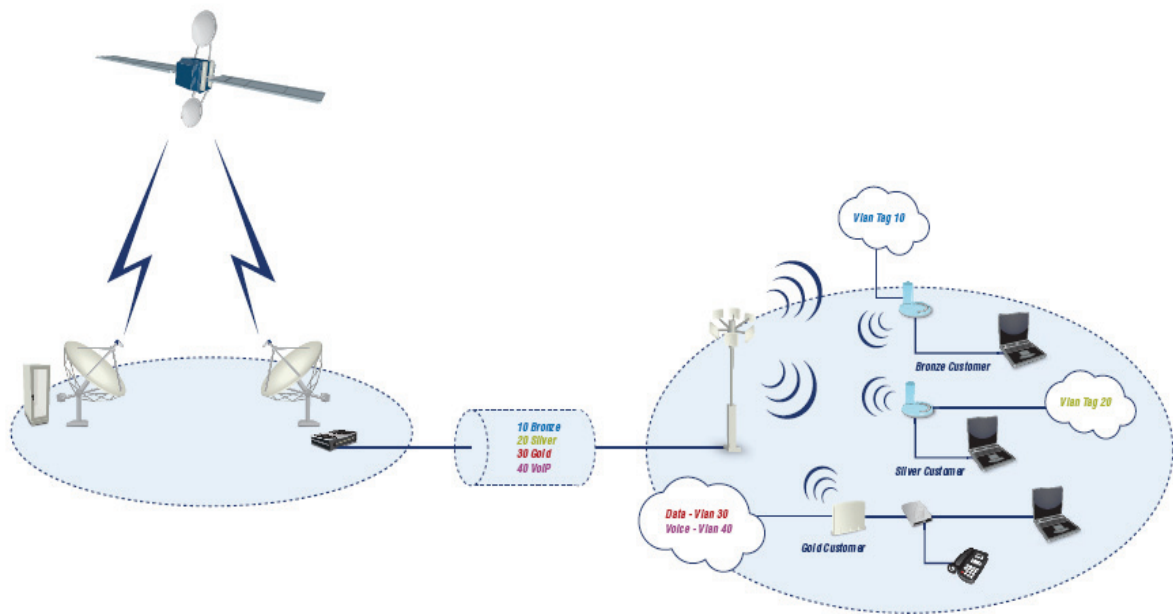 Vlan Tag 10
Bronze Customer
10 Bronze
20 Silver
30 Gold
40 VoIP
Vlan Tag 20
Silver Customer
Data - Vlan 30
Voice - Vlan 40
Gold Customer